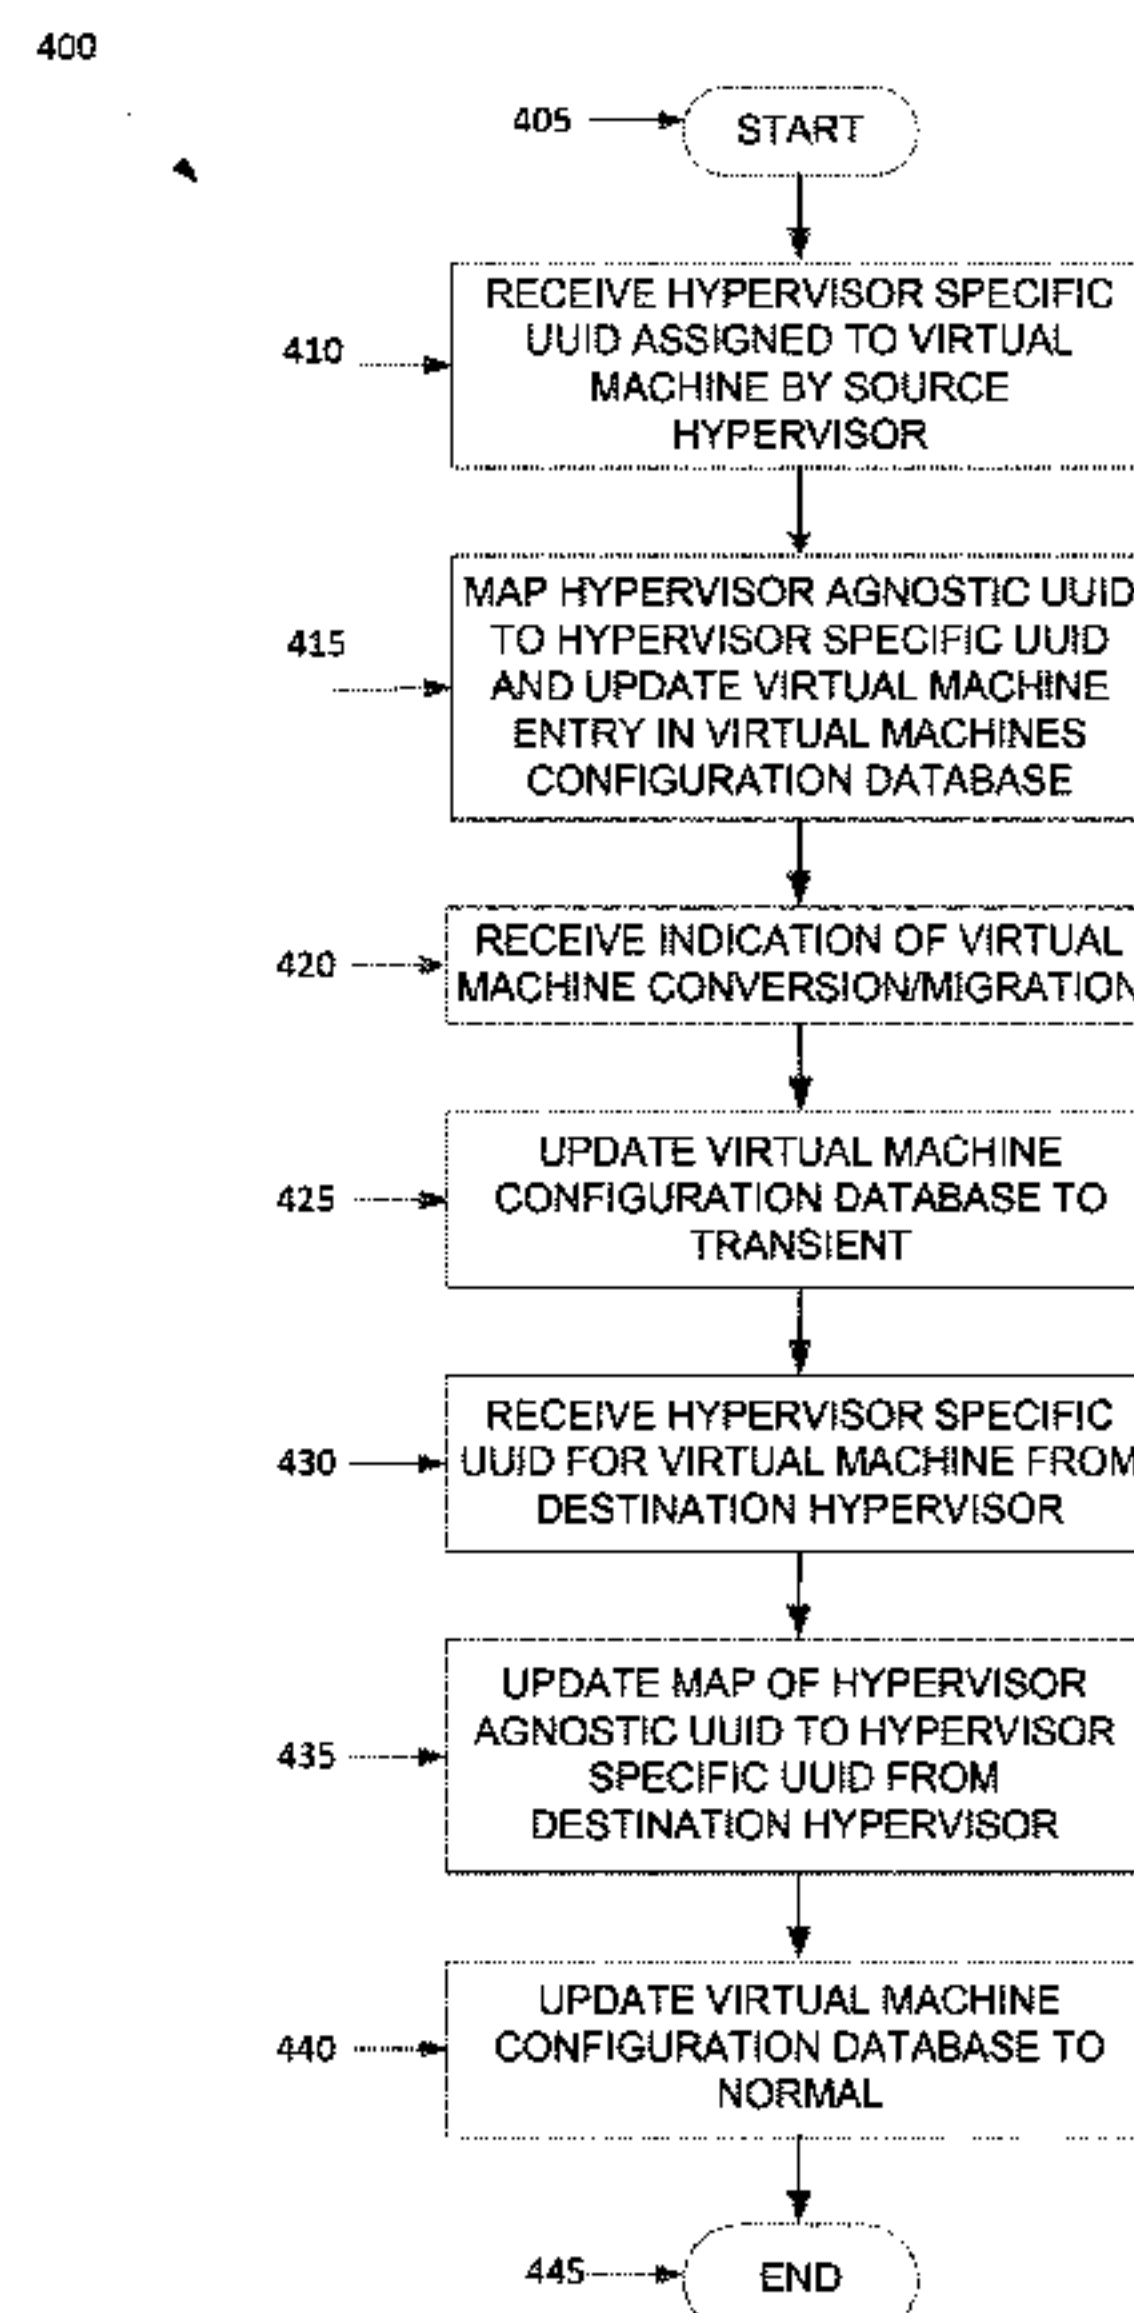 400
405
START
RECEIVE HYPERVISOR SPECIFIC
UUID ASSIGNED TO VIRTUAL
MACHINE BY SOURCE
HYPERVISOR
410
MAP HYPERVISOR AGNOSTIC UUID
TO HYPERVISOR SPECIFIC UUID
AND UPDATE VIRTUAL MACHINE
ENTRY IN VIRTUAL MACHINES
CONFIGURATION DATABASE
415
RECEIVE INDICATION OF VIRTUAL
MACHINE CONVERSION/MIGRATION
420
UPDATE VIRTUAL MACHINE
CONFIGURATION DATABASE TO
TRANSIENT
425
RECEIVE HYPERVISOR SPECIFIC
UUID FOR VIRTUAL MACHINE FROM
DESTINATION HYPERVISOR
430
UPDATE MAP OF HYPERVISOR
AGNOSTIC UUID TO HYPERVISOR
SPECIFIC UUID FROM
DESTINATION HYPERVISOR
435
UPDATE VIRTUAL MACHINE
CONFIGURATION DATABASE TO
NORMAL
440
445
END